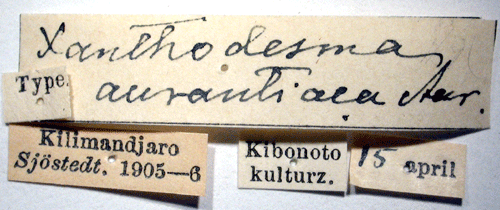 Xanthodesma
aurantiaca Aur.
Type.
Kilimandjaro
Sjöstedt. 1905—6
Kibonoto
kulturz.
15 april